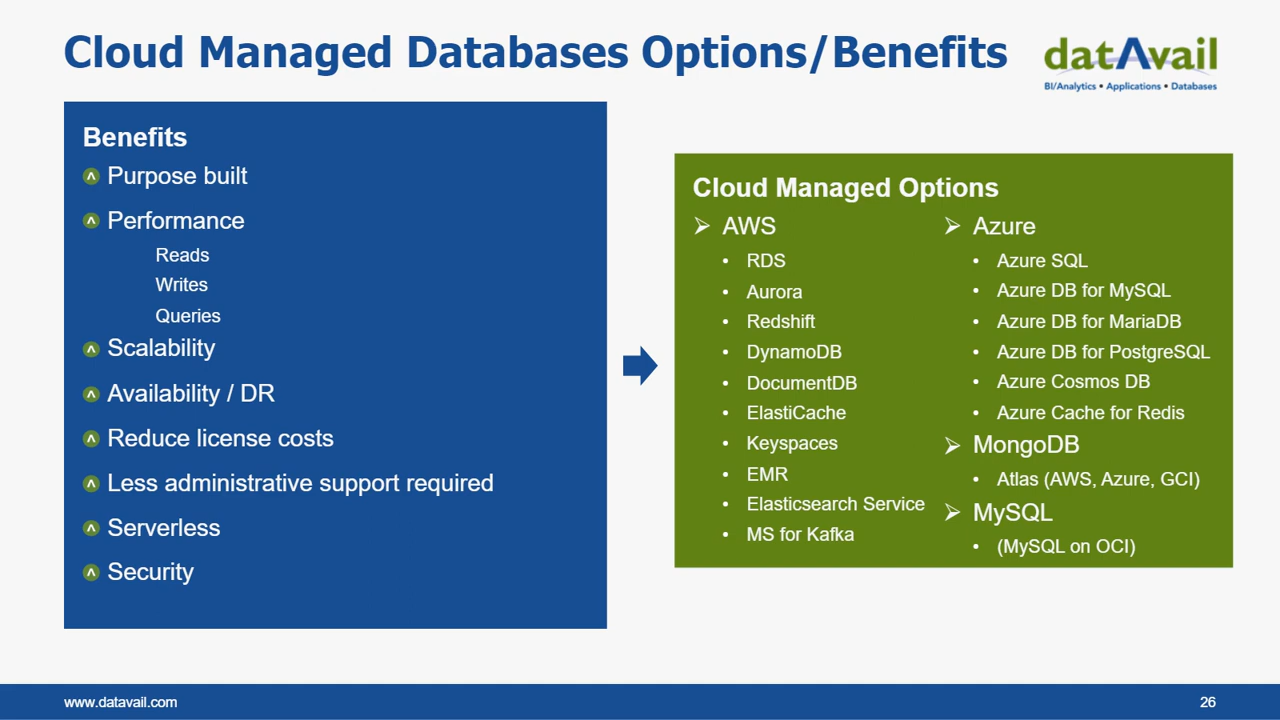 Cloud Managed Databases Options/Benefits
datAvail
BI/Analytics • Applications • Databases
Benefits
Purpose built
Performance
Reads
Writes
Queries
Scalability
Availability / DR
Reduce license costs
Less administrative support required
Serverless
Security
Cloud Managed Options
AWS
• RDS
• Aurora
• Redshift
• DynamoDB
• DocumentDB
• ElastiCache
• Keyspaces
• EMR
• Elasticsearch Service
• MS for Kafka
Azure
• Azure SQL
• Azure DB for MySQL
• Azure DB for MariaDB
• Azure DB for PostgreSQL
• Azure Cosmos DB
• Azure Cache for Redis
MongoDB
• Atlas (AWS, Azure, GCI)
MySQL
• (MySQL on OCI)
www.datavail.com
26